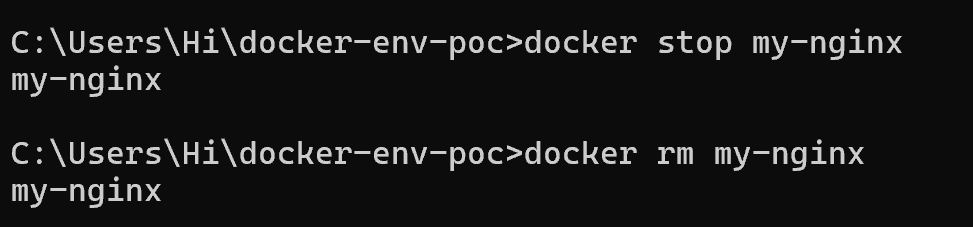 C:\Users\Hi\docker-env-poc>docker stop my-nginx
my-nginx
C:\Users\Hi\docker-env-poc>docker rm my-nginx
my-nginx